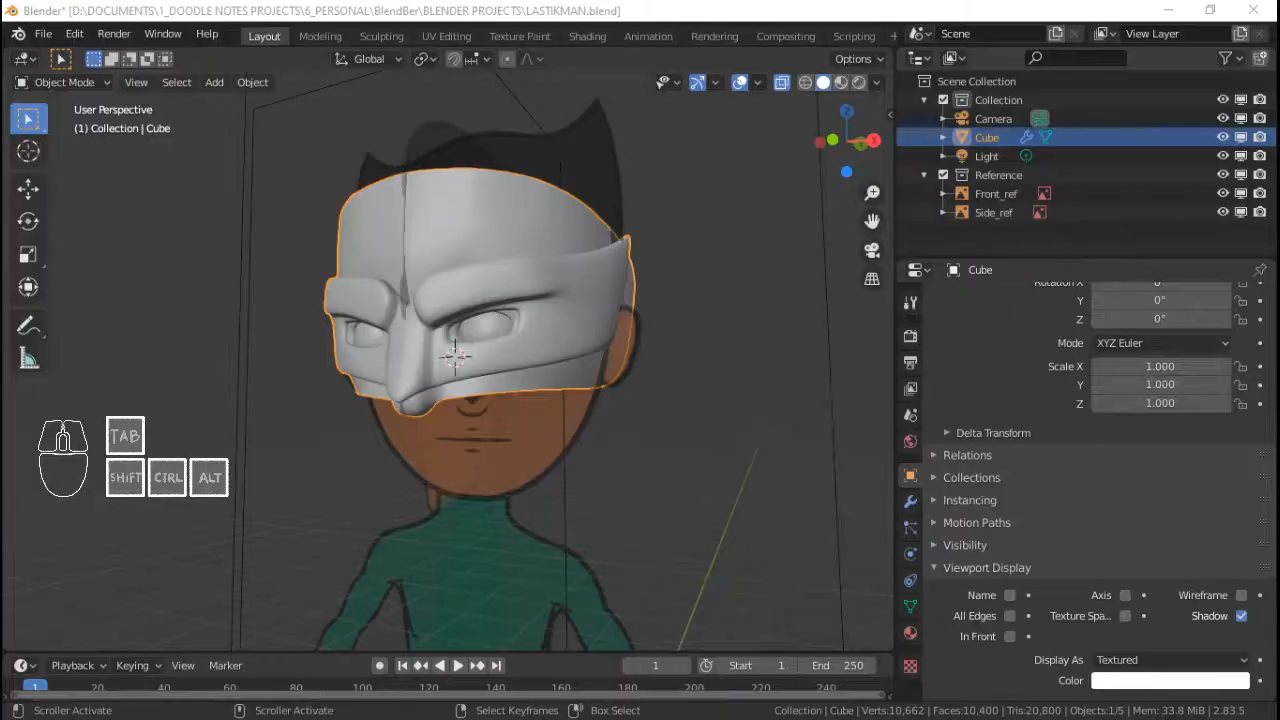 Blender* [D:\DOCUMENTS\1_DOODLE NOTES PROJECTS\6_PERSONAL\BlendBer\BLENDER PROJECTS\LASTIKMAN.blend]
File Edit Render Window Help Layout Modeling Sculpting UV Editing Texture Paint Shading Animation Rendering Compositing Scripting Scene View Layer
Global Options
Object Mode View Select Add Object
User Perspective
(1) Collection | Cube
Scene Collection
Collection
Camera
Cube
Light
Reference
Front_ref
Side_ref
Cube
Rotation X 0°
Y 0°
Z 0°
Mode XYZ Euler
Scale X 1.000
Y 1.000
Z 1.000
Delta Transform
Relations
Collections
Instancing
Motion Paths
Visibility
Viewport Display
Name Axis Wireframe
All Edges Texture Spa... Shadow
In Front
Display As Textured
Color
X
TAB
SHIFT CTRL ALT
Playback Keying View Marker 1 Start 1 End 250
1 20 40 60 80 100 120 140 160 180 200 220 240
Scroller Activate Scroller Activate Select Keyframes Box Select Collection | Cube | Verts:10,662 | Faces:10,400 | Tris:20,800 | Objects:1/5 | Mem: 33.8 MiB | 2.83.5